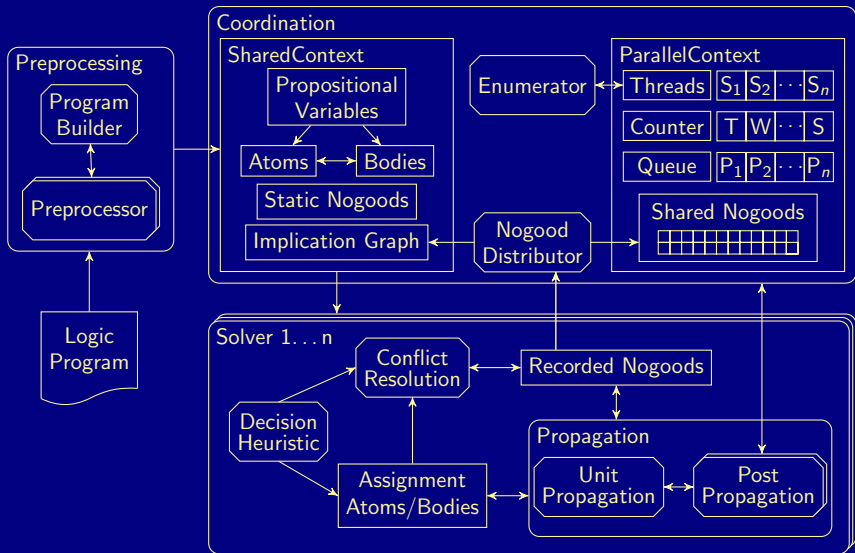 Coordination
Preprocessing
Program
Builder
Preprocessor
Logic
Program
SharedContext
Propositional
Variables
Atoms
Bodies
Static Nogoods
Implication Graph
Enumerator
Nogood
Distributor
ParallelContext
Threads S₁ S₂ ··· Sₙ
Counter T W ··· S
Queue P₁ P₂ ··· Pₙ
Shared Nogoods
Solver 1...n
Conflict
Resolution
Recorded Nogoods
Decision
Heuristic
Assignment
Atoms/Bodies
Propagation
Unit
Propagation
Post
Propagation